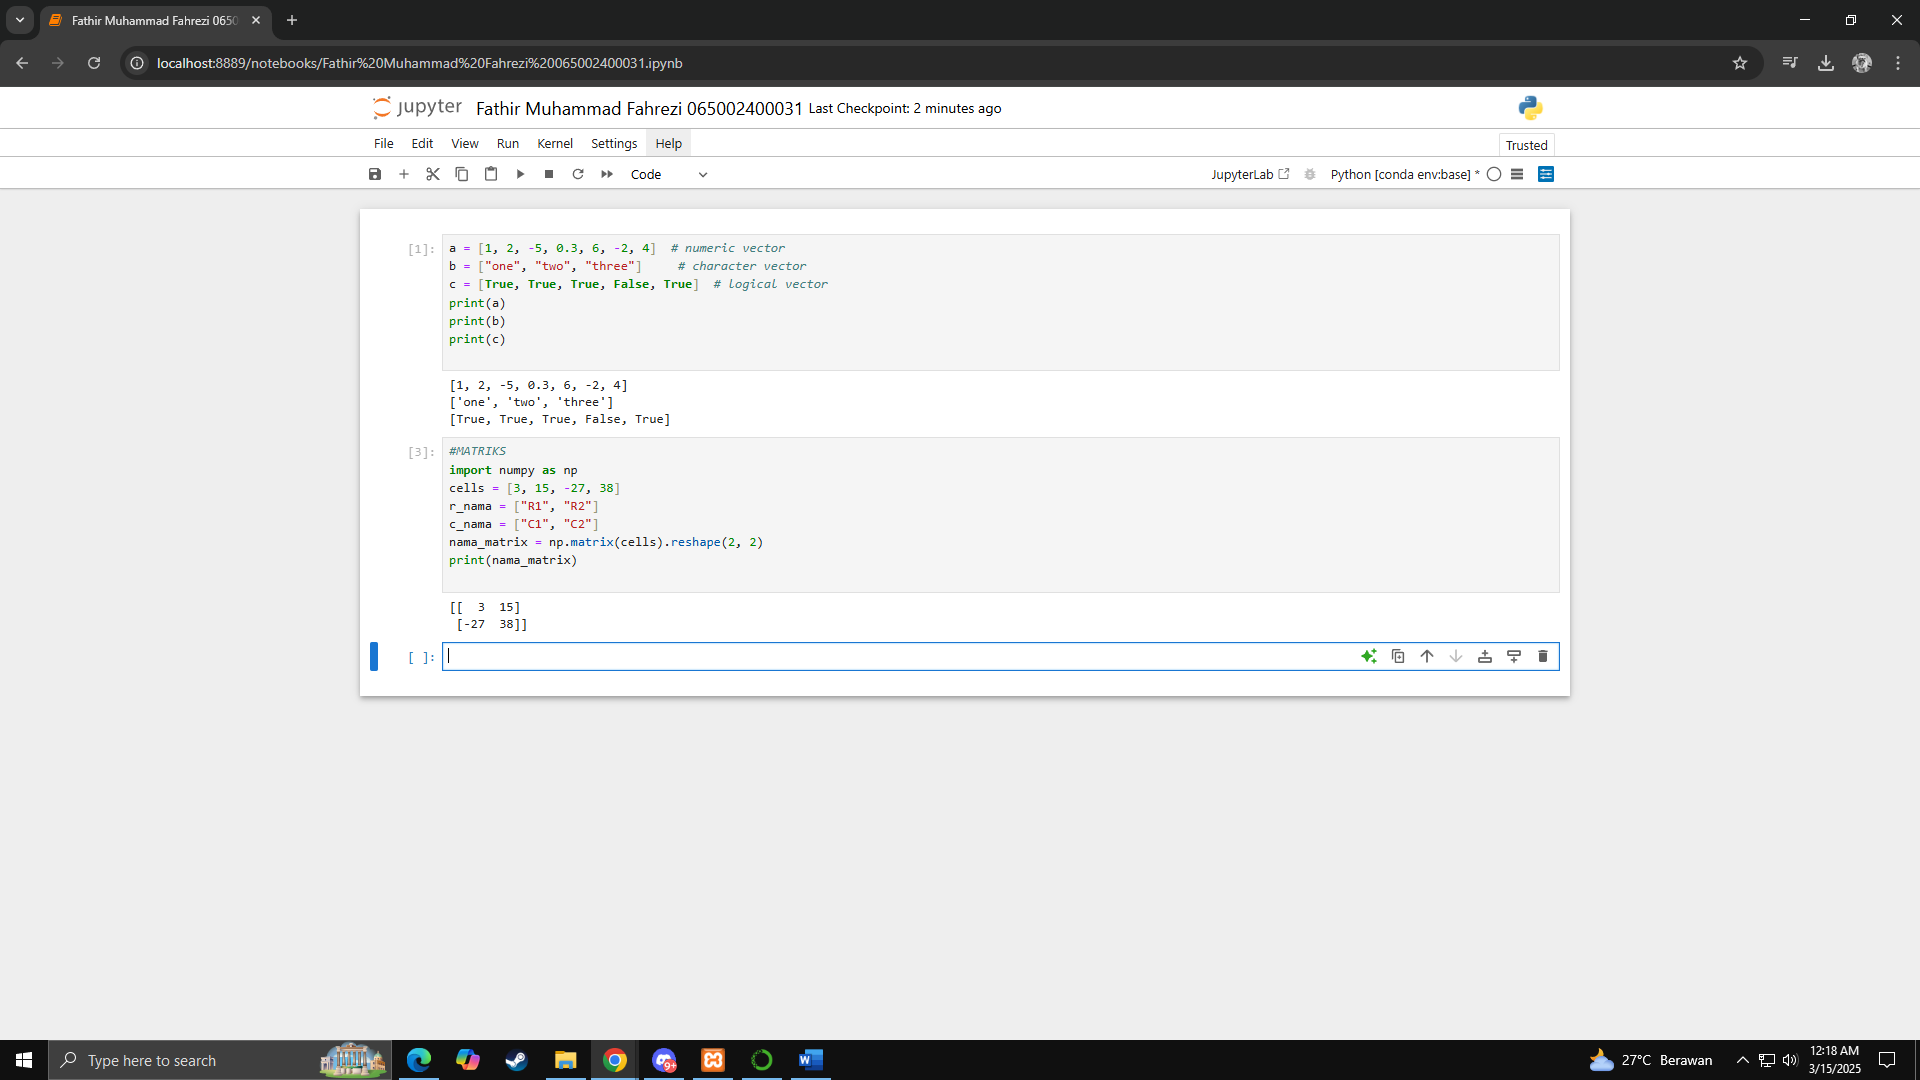 Fathir Muhammad Fahrezi 0650
localhost:8889/notebooks/Fathir%20Muhammad%20Fahrezi%20065002400031.ipynb
jupyter Fathir Muhammad Fahrezi 065002400031 Last Checkpoint: 2 minutes ago
File Edit View Run Kernel Settings Help Trusted
Code JupyterLab Python [conda env:base] *
[1]: a = [1, 2, -5, 0.3, 6, -2, 4]  # numeric vector
b = ["one", "two", "three"]     # character vector
c = [True, True, True, False, True]  # logical vector
print(a)
print(b)
print(c)
[1, 2, -5, 0.3, 6, -2, 4]
['one', 'two', 'three']
[True, True, True, False, True]
[3]: #MATRIKS
import numpy as np
cells = [3, 15, -27, 38]
r_nama = ["R1", "R2"]
c_nama = ["C1", "C2"]
nama_matrix = np.matrix(cells).reshape(2, 2)
print(nama_matrix)
[[  3  15]
 [-27  38]]
[ ]:
Type here to search 9+ 27°C Berawan 12:18 AM
3/15/2025